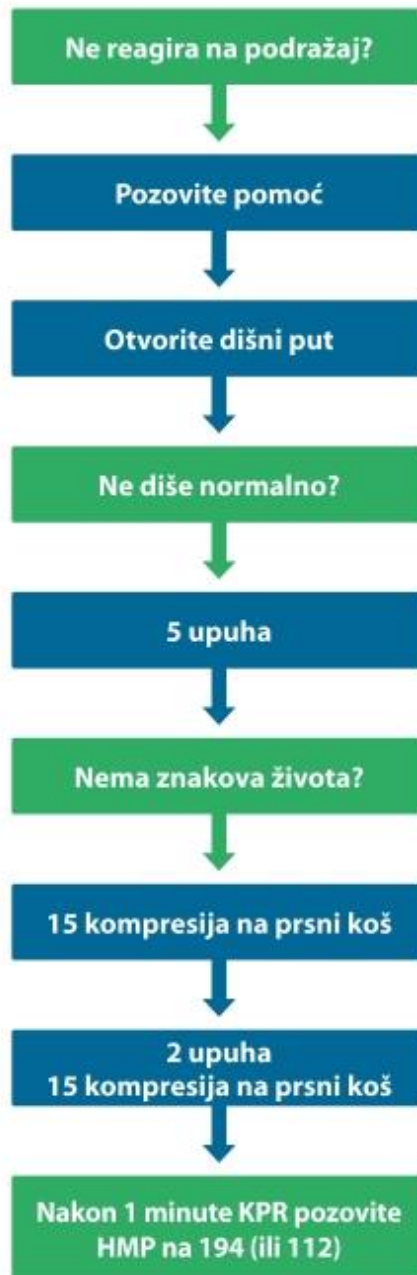 Ne reagira na podražaj?
Pozovite pomoć
Otvorite dišni put
Ne diše normalno?
5 upuha
Nema znakova života?
15 kompresija na prsni koš
2 upuha
15 kompresija na prsni koš
Nakon 1 minute KPR pozovite
HMP na 194 (ili 112)